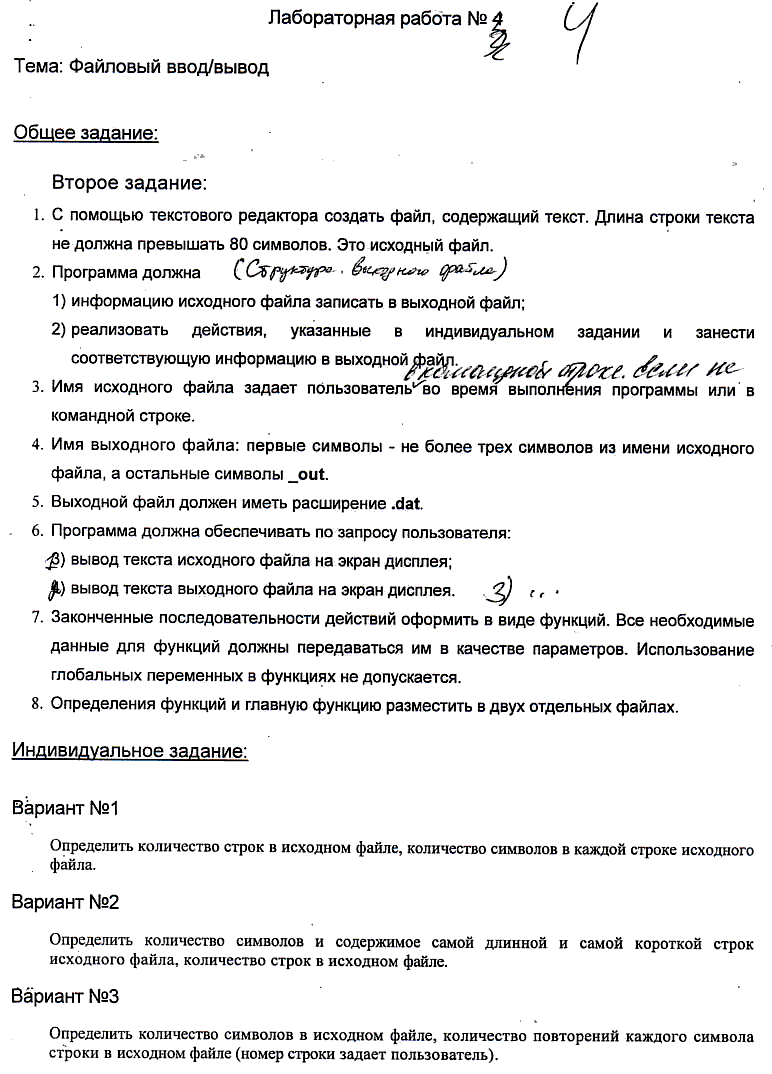 Лабораторная работа № 4
4
Тема: Файловый ввод/вывод
Общее задание:
Второе задание:
1. С помощью текстового редактора создать файл, содержащий текст. Длина строки текста
не должна превышать 80 символов. Это исходный файл.
2. Программа должна (Структура выходного файла)
1) информацию исходного файла записать в выходной файл;
2) реализовать действия, указанные в индивидуальном задании и занести
соответствующую информацию в выходной файл.
в командной строке. если не
3. Имя исходного файла задает пользователь во время выполнения программы или в
командной строке.
4. Имя выходного файла: первые символы - не более трех символов из имени исходного
файла, а остальные символы _out.
5. Выходной файл должен иметь расширение .dat.
6. Программа должна обеспечивать по запросу пользователя:
) вывод текста исходного файла на экран дисплея;
) вывод текста выходного файла на экран дисплея. 3) ...
7. Законченные последовательности действий оформить в виде функций. Все необходимые
данные для функций должны передаваться им в качестве параметров. Использование
глобальных переменных в функциях не допускается.
8. Определения функций и главную функцию разместить в двух отдельных файлах.
Индивидуальное задание:
Вариант №1
Определить количество строк в исходном файле, количество символов в каждой строке исходного
файла.
Вариант №2
Определить количество символов и содержимое самой длинной и самой короткой строк
исходного файла, количество строк в исходном файле.
Вариант №3
Определить количество символов в исходном файле, количество повторений каждого символа
строки в исходном файле (номер строки задает пользователь).